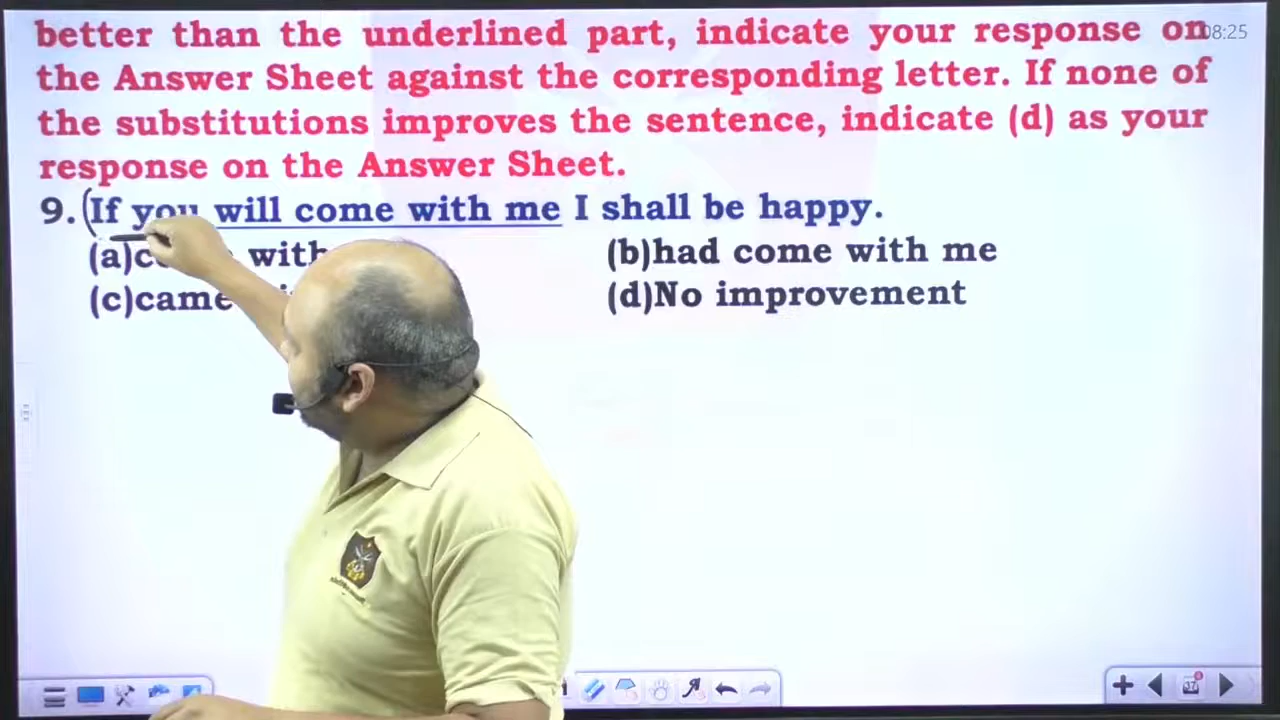 better than the underlined part, indicate your response on
08:25
the Answer Sheet against the corresponding letter. If none of
the substitutions improves the sentence, indicate (d) as your
response on the Answer Sheet.
9. (If you will come with me I shall be happy.
(a) with
(b)had come with me
(c)came
(d)No improvement